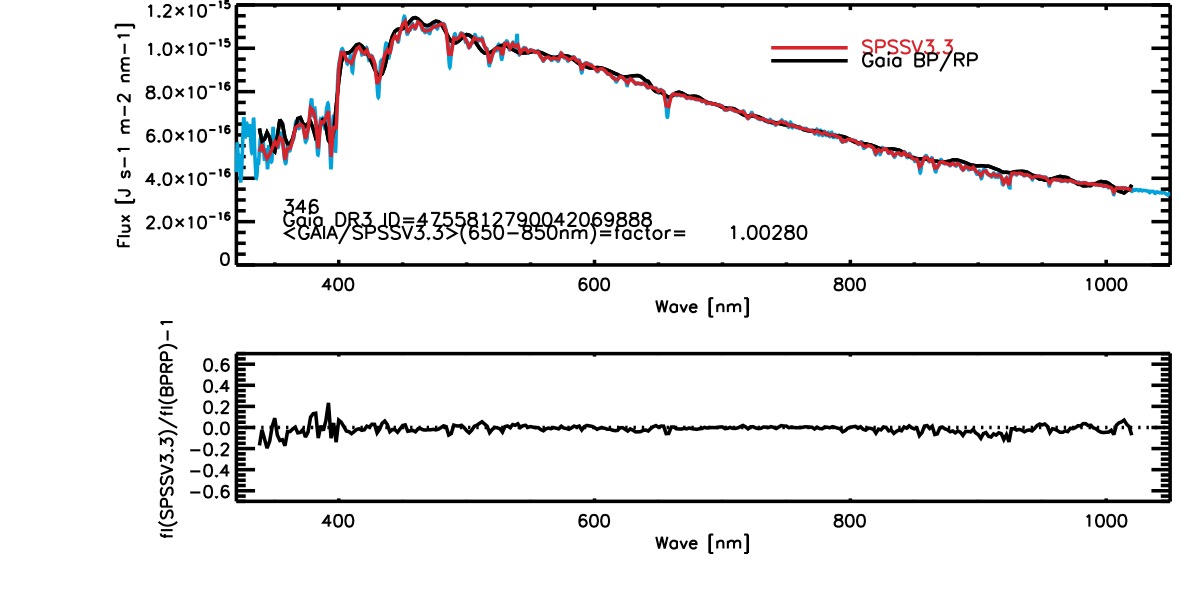 1.2×10−15
1.0×10−15
8.0×10−16
6.0×10−16
4.0×10−16
2.0×10−16
0
Flux [J s−1 m−2 nm−1]
SPSSV3.3
Gaia BP/RP
346
Gaia DR3 ID=4755812790042069888
<GAIA/SPSSV3.3>(650−850nm)=factor= 1.00280
400 600 800 1000
Wave [nm]
0.6
0.4
0.2
0.0
−0.2
−0.4
−0.6
fl(SPSSV3.3)/fl(BPRP)−1
400 600 800 1000
Wave [nm]